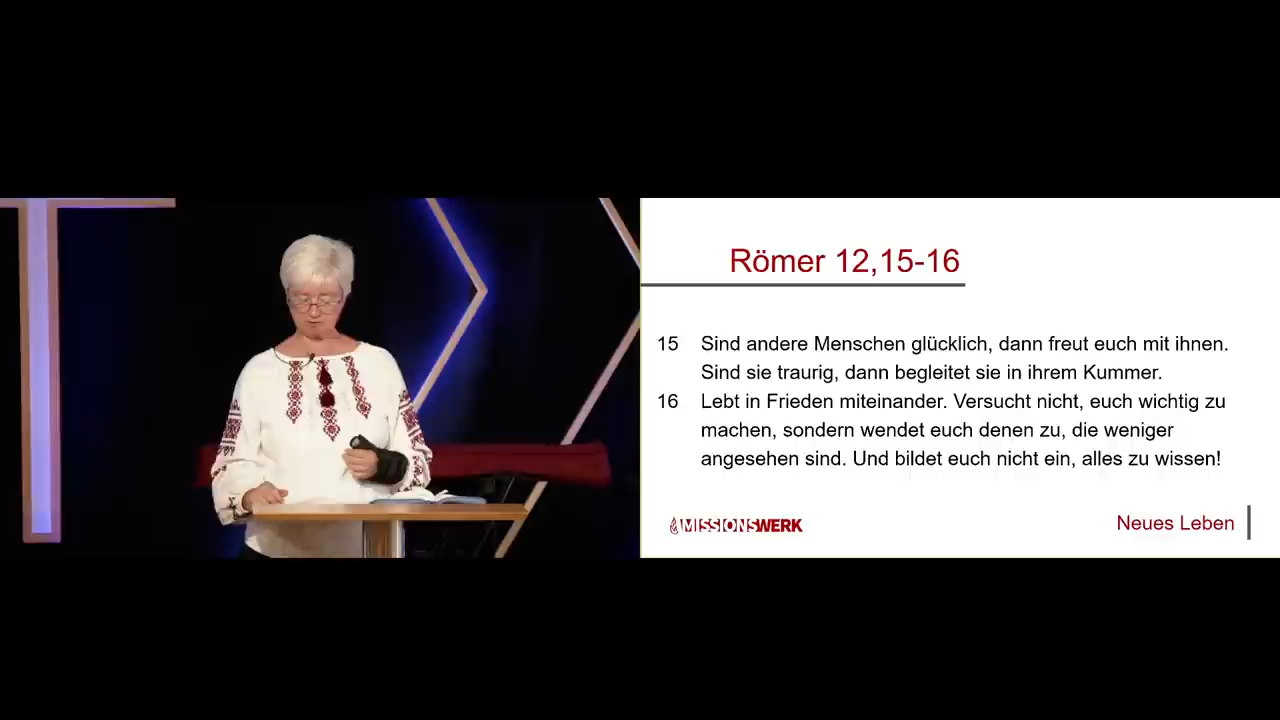 Römer 12,15-16
15 Sind andere Menschen glücklich, dann freut euch mit ihnen.
Sind sie traurig, dann begleitet sie in ihrem Kummer.
16 Lebt in Frieden miteinander. Versucht nicht, euch wichtig zu
machen, sondern wendet euch denen zu, die weniger
angesehen sind. Und bildet euch nicht ein, alles zu wissen!
MISSIONSWERK
Neues Leben